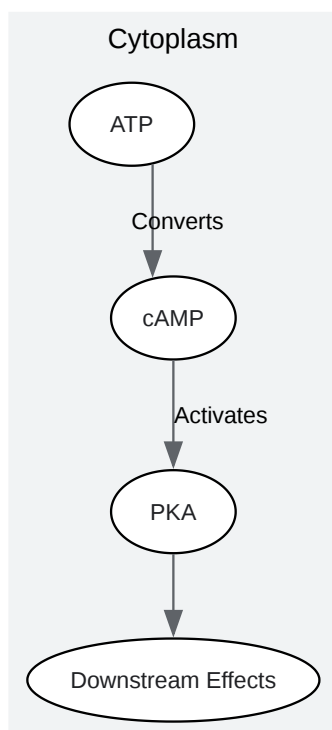 Cytoplasm
ATP
Converts
cAMP
Activates
PKA
Downstream Effects